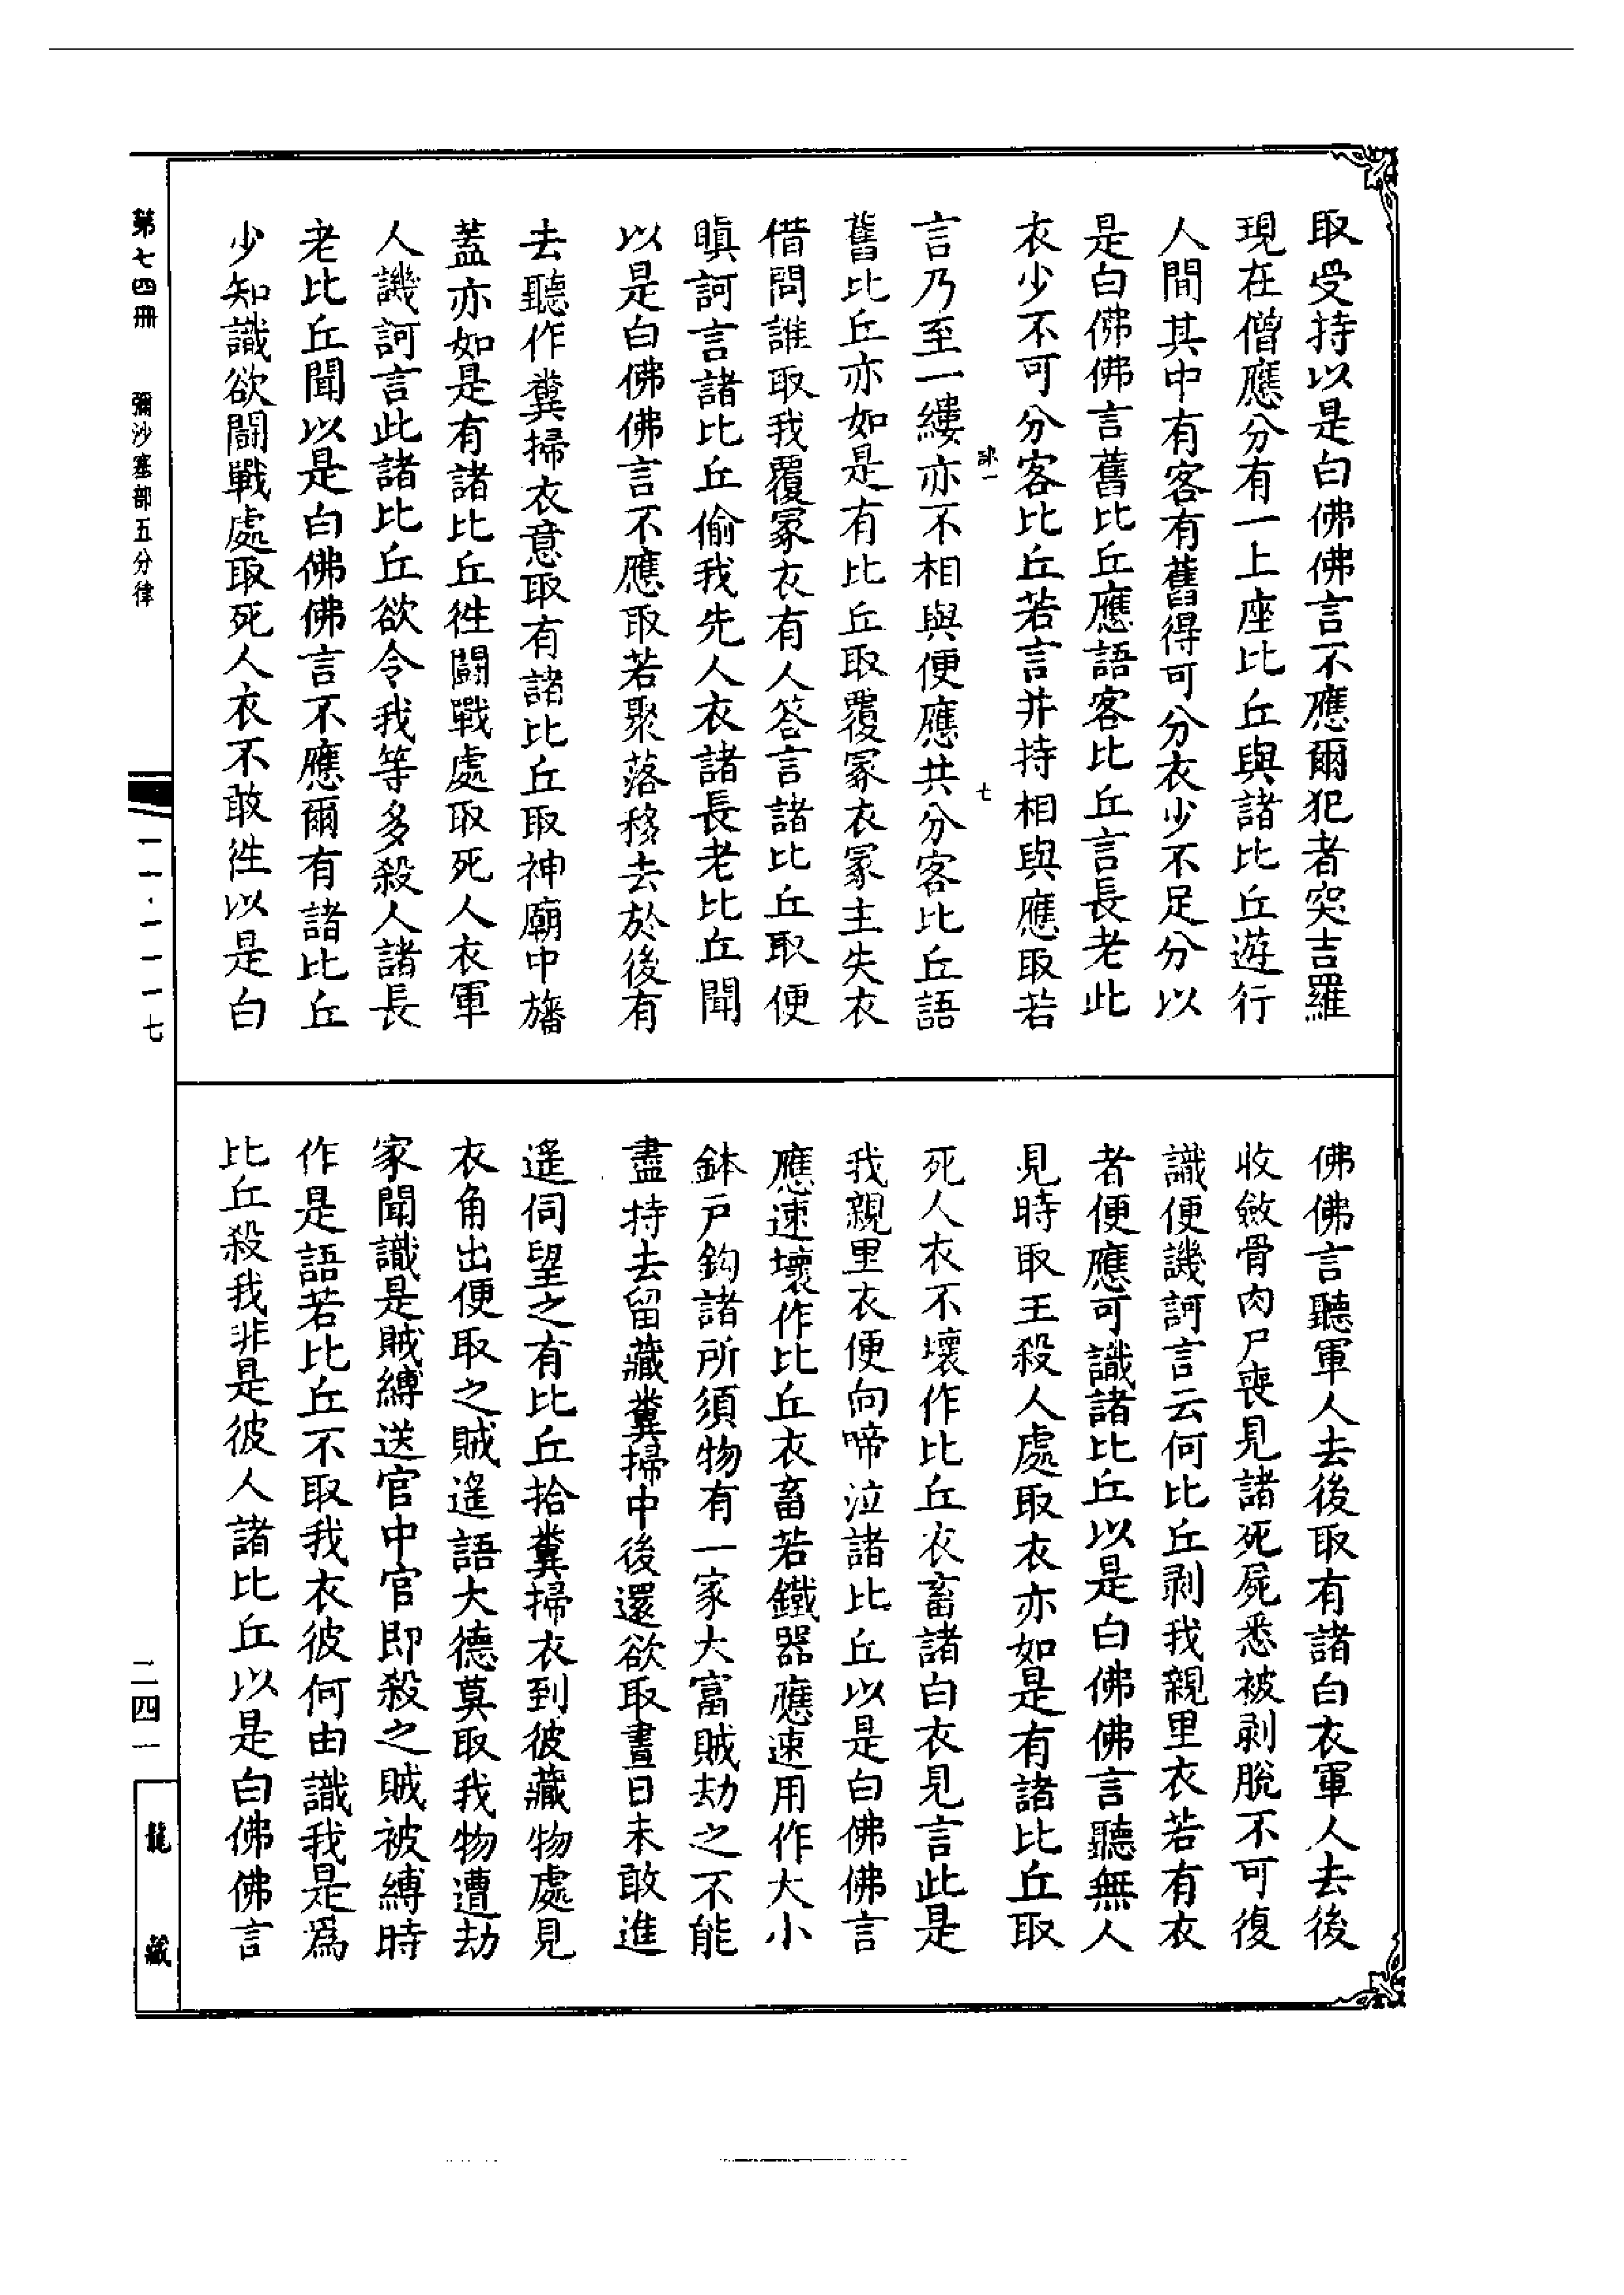 取受持以是白佛佛言不應爾犯者突吉羅
現在僧應分有一上座比丘與諸比丘遊行
人間其中有客有舊得可分衣少不足分以
是白佛佛言舊比丘應語客比丘言長老此
衣少不可分客比丘若言并持相與應取若
言乃至一縷亦不相與便應共分客比丘語
舊比丘亦如是有比丘取覆冢衣冢主失衣
借問誰取我覆冢衣有人答言諸比丘取便
瞋訶言諸比丘偷我先人衣諸長老比丘聞
以是白佛佛言不應取若聚落移去於後有
去聽作糞掃衣意取有諸比丘取神廟中旛
蓋亦如是有諸比丘徃鬪戰處取死人衣軍
人譏訶言此諸比丘欲令我等多殺人諸長
老比丘聞以是白佛佛言不應爾有諸比丘
少知識欲鬪戰處取死人衣不敢徃以是白
佛佛言聽軍人去後取有諸白衣軍人去後
收斂骨肉尸喪見諸死屍悉被剥脫不可復
識便譏訶言云何比丘剥我親里衣若有衣
者便應可識諸比丘以是白佛佛言聽無人
見時取王殺人處取衣亦如是有諸比丘取
死人衣不壞作比丘衣畜諸白衣見言此是
我親里衣便向啼泣諸比丘以是白佛佛言
應速壞作比丘衣畜若鐵器應速用作大小
鉢戶鈎諸所須物有一家大富賊劫之不能
盡持去留藏糞掃中後還欲取晝日未敢進
遙伺望之有比丘拾糞掃衣到彼藏物處見
衣角出便取之賊遙語大德莫取我物遭劫
家聞識是賊縛送官中官即殺之賊被縛時
作是語若比丘不取我衣彼何由識我是爲
比丘殺我非是彼人諸比丘以是白佛佛言
第七四冊 彌沙塞部五分律
一一·一一一七
二四一
龍藏